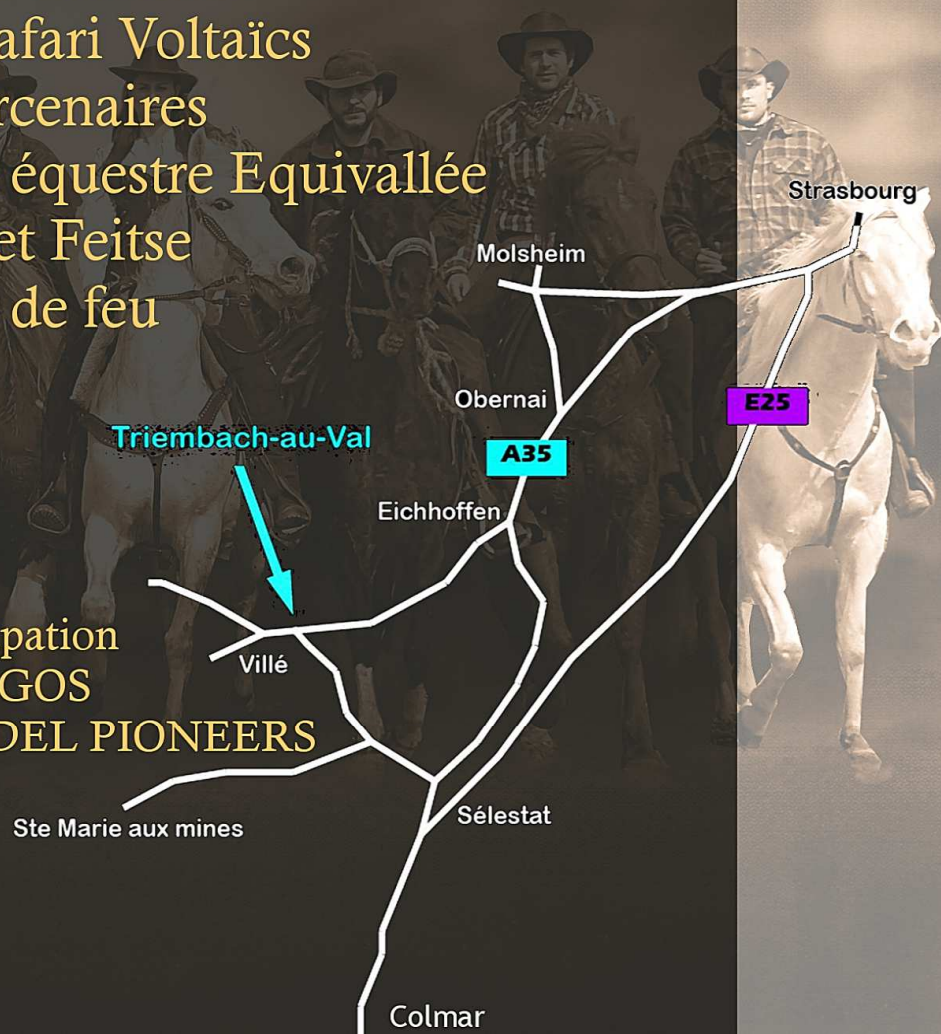 afari Voltaïcs
rcenaires
équestre Equivallée
et Feitse
de feu
Strasbourg
Molsheim
Obernai
E25
Triembach-au-Val
A35
Eichhoffen
pation
Villé
GOS
DEL PIONEERS
Sélestat
Ste Marie aux mines
Colmar